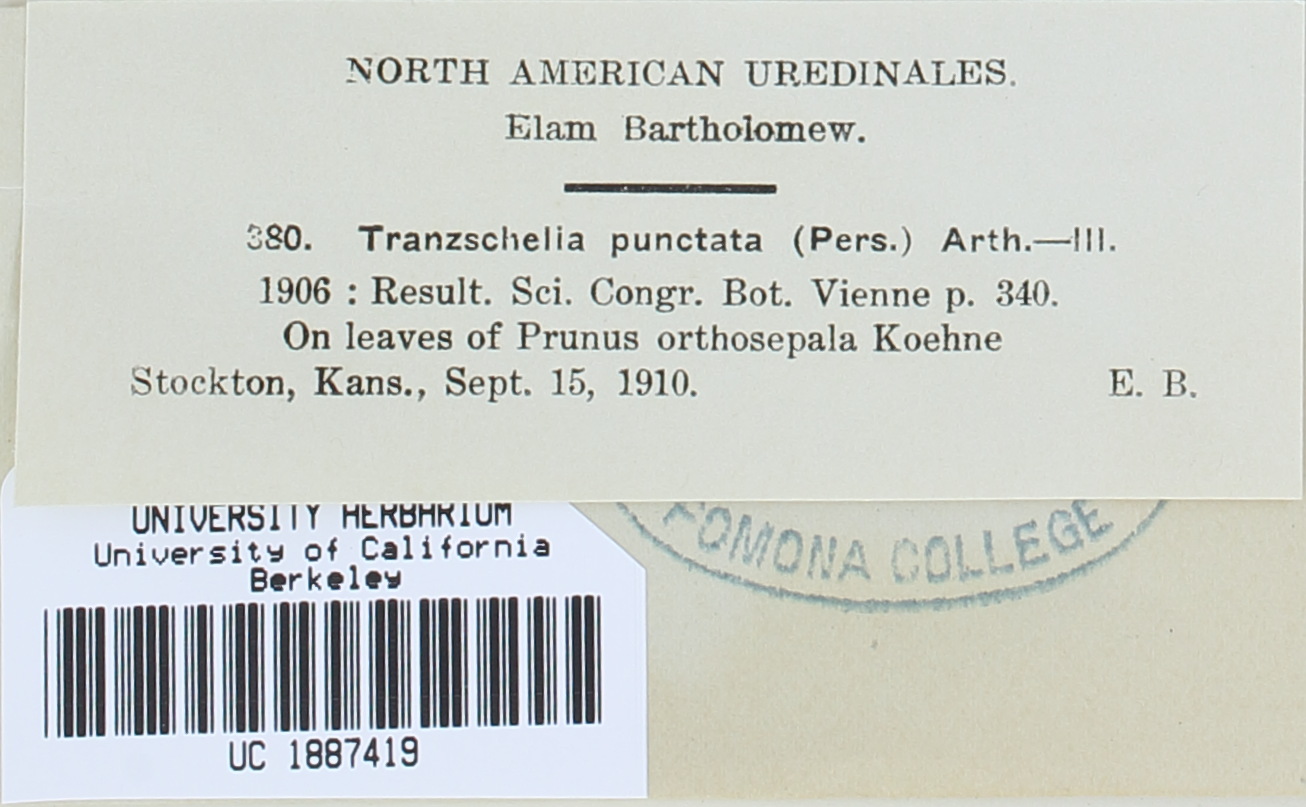 NORTH AMERICAN UREDINALES.
Elam Bartholomew.
380. Tranzschelia punctata (Pers.) Arth.—III.
1906 : Result. Sci. Congr. Bot. Vienne p. 340.
On leaves of Prunus orthosepala Koehne
Stockton, Kans., Sept. 15, 1910. E. B.
UNIVERSITY HERBARIUM
University of California
Berkeley
UC 1887419
POMONA COLLEGE